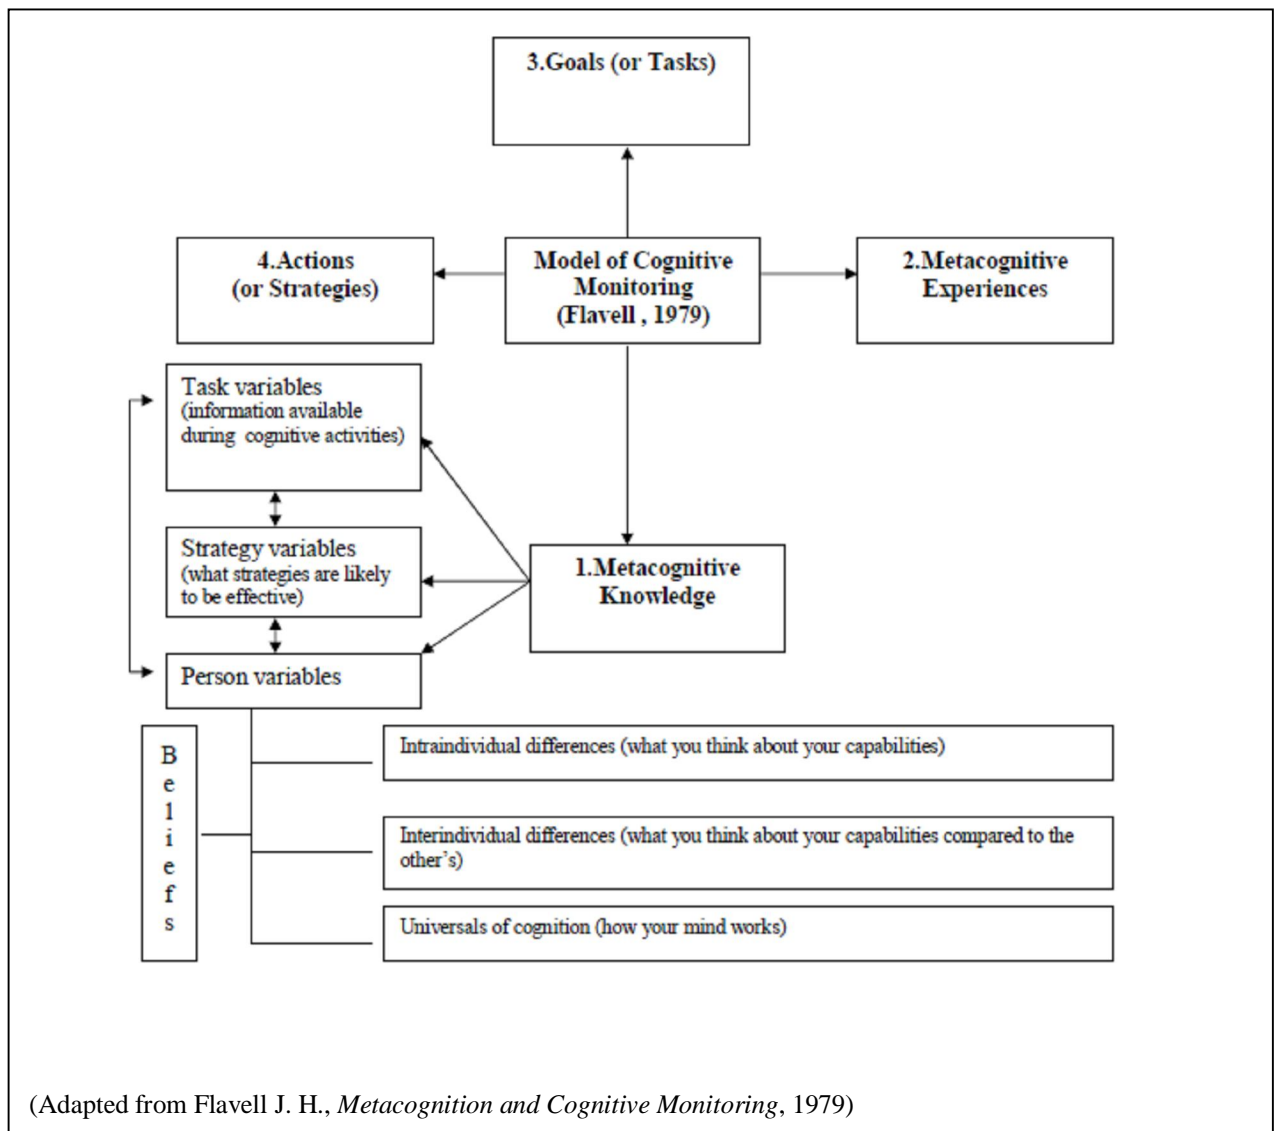 3.Goals (or Tasks)
4.Actions
(or Strategies)
Model of Cognitive
Monitoring
(Flavell , 1979)
2.Metacognitive
Experiences
Task variables
(information available
during cognitive activities)
Strategy variables
(what strategies are likely
to be effective)
1.Metacognitive
Knowledge
Person variables
Beliefs
Intraindividual differences (what you think about your capabilities)
Interindividual differences (what you think about your capabilities compared to the
other’s)
Universals of cognition (how your mind works)
(Adapted from Flavell J. H., Metacognition and Cognitive Monitoring, 1979)